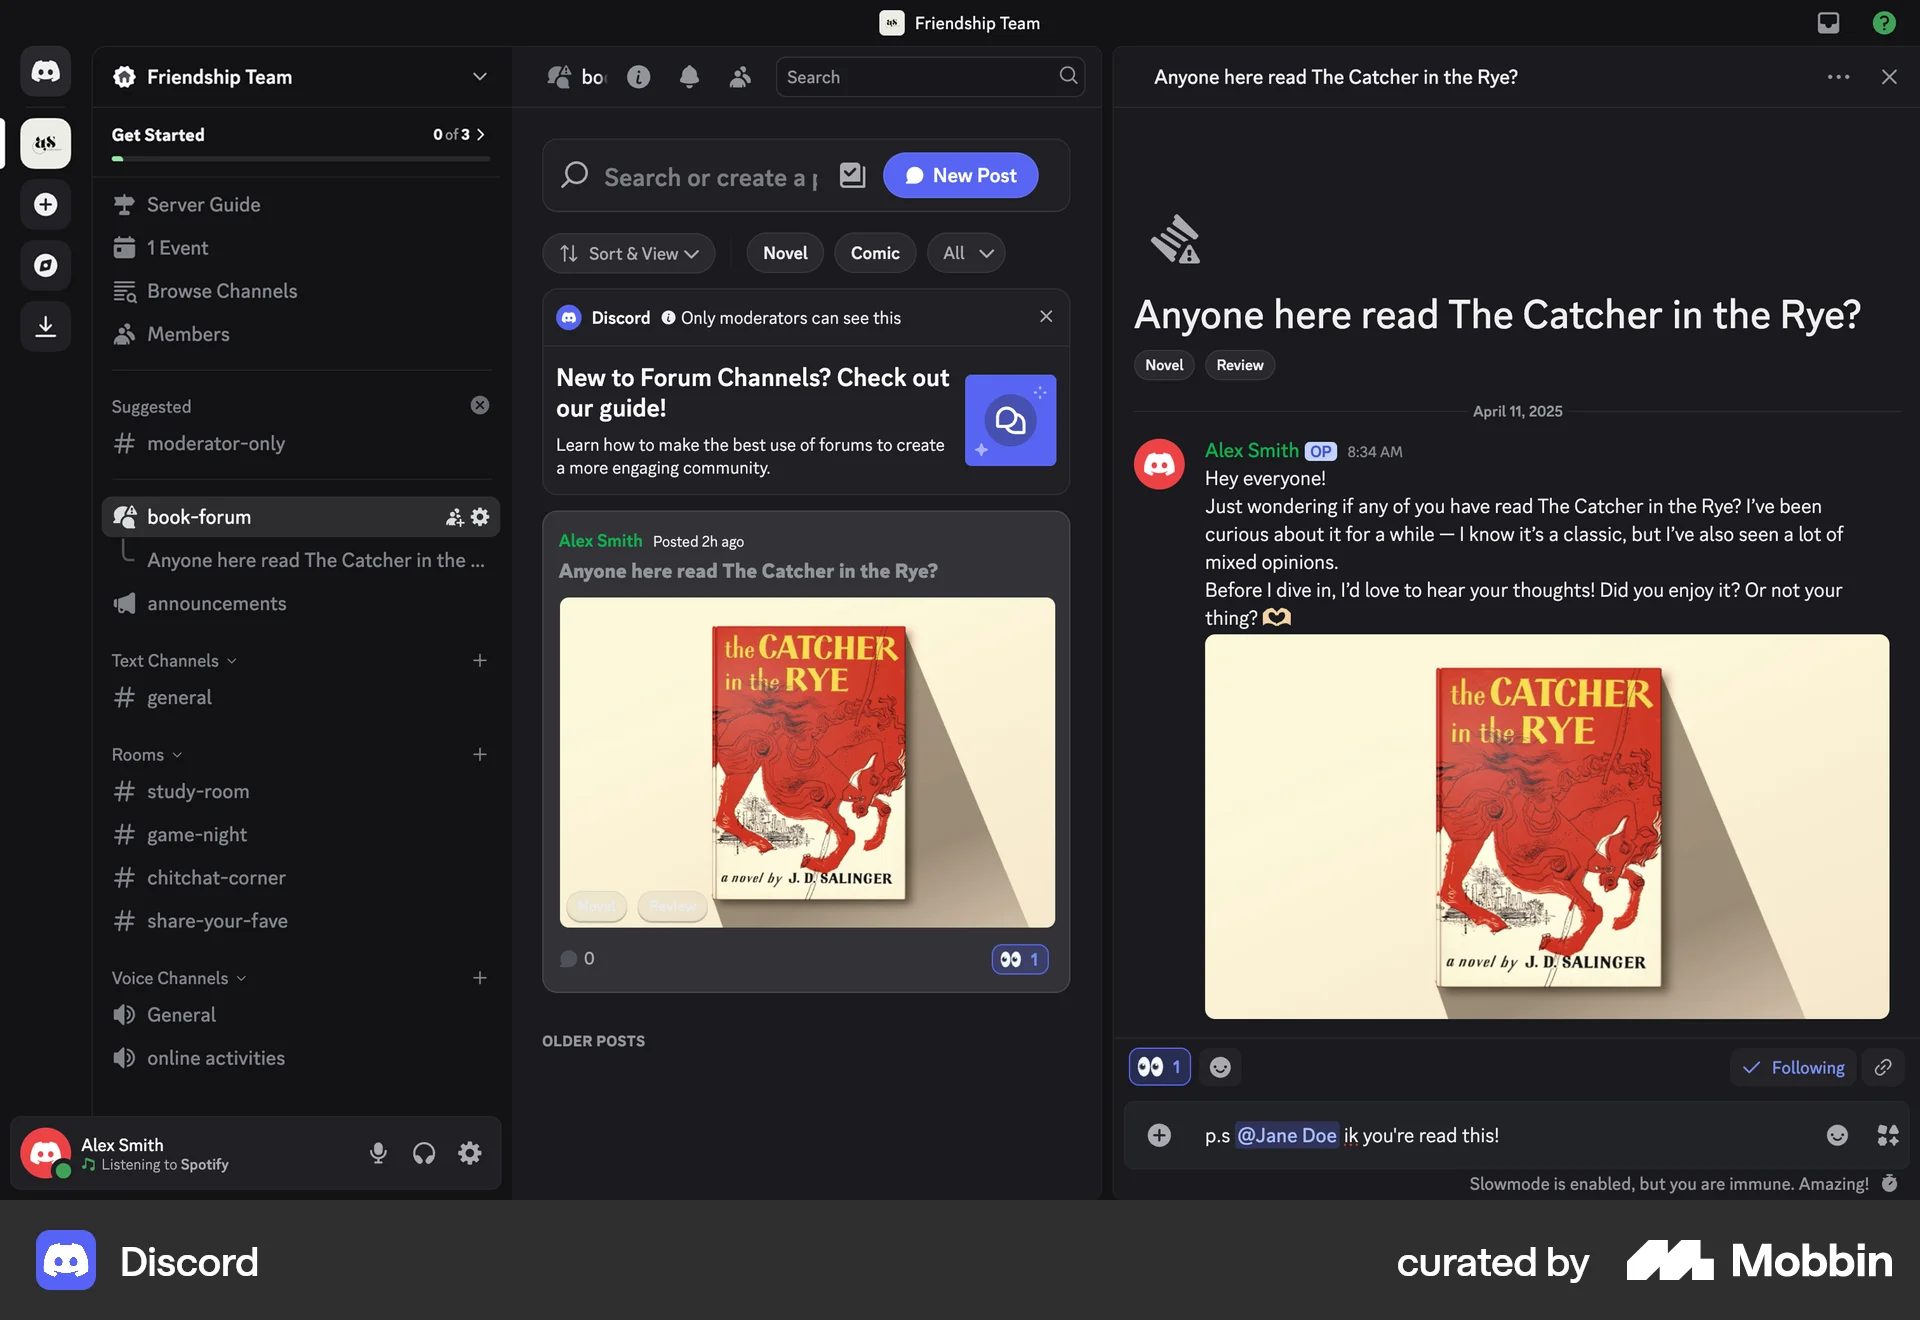 Friendship Team
Friendship Team
Get Started
0 of 3
Server Guide
1 Event
Browse Channels
Members
Suggested
moderator-only
book-forum
Anyone here read The Catcher in the ...
announcements
Text Channels
general
Rooms
study-room
game-night
chitchat-corner
share-your-fave
Voice Channels
General
online activities
Alex Smith
Listening to Spotify
Search
Search or create a
New Post
Sort & View
Novel
Comic
All
Discord
Only moderators can see this
New to Forum Channels? Check out
our guide!
Learn how to make the best use of forums to create
a more engaging community.
Alex Smith Posted 2h ago
Anyone here read The Catcher in the Rye?
the CATCHER
in the RYE
a novel by J. D. SALINGER
Novel
Review
0
1
OLDER POSTS
Anyone here read The Catcher in the Rye?
Anyone here read The Catcher in the Rye?
Novel
Review
April 11, 2025
Alex Smith OP 8:34 AM
Hey everyone!
Just wondering if any of you have read The Catcher in the Rye? I’ve been
curious about it for a while — I know it’s a classic, but I’ve also seen a lot of
mixed opinions.
Before I dive in, I’d love to hear your thoughts! Did you enjoy it? Or not your
thing? 🫶
the CATCHER
in the RYE
a novel by J. D. SALINGER
1
Following
p.s @Jane Doe ik you're read this!
Slowmode is enabled, but you are immune. Amazing!
Discord
curated by
Mobbin